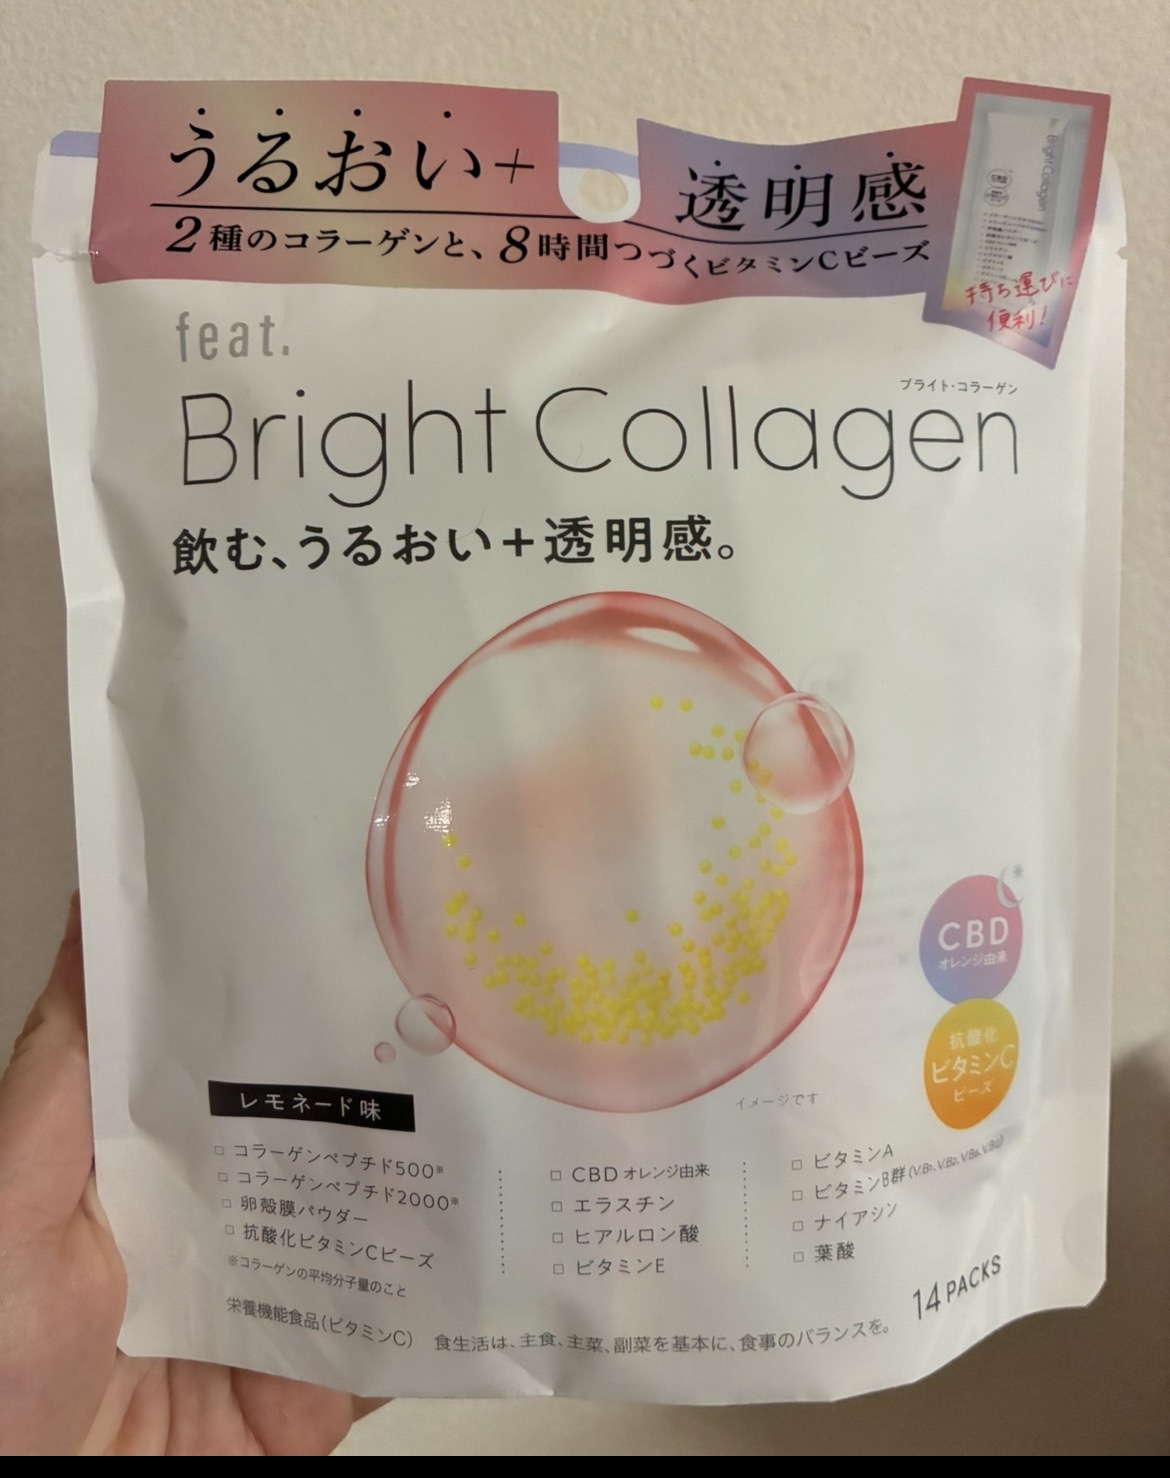 うるおい+
透明感
2種のコラーゲンと、8時間つづくビタミンCビーズ
Bright Collagen
持ち運びに
便利!
feat.
ブライト・コラーゲン
Bright Collagen
飲む、うるおい+透明感。
CBD
オレンジ由来
抗酸化
ビタミンC
ビーズ
イメージです
レモネード味
□ コラーゲンペプチド500※
□ コラーゲンペプチド2000※
□ 卵殻膜パウダー
□ 抗酸化ビタミンCビーズ
※コラーゲンの平均分子量のこと
□ CBD オレンジ由来
□ エラスチン
□ ヒアルロン酸
□ ビタミンE
□ ビタミンA
□ ビタミンB群(V.B1、V.B2、V.B6、V.B12)
□ ナイアシン
□ 葉酸
14 PACKS
栄養機能食品(ビタミンC) 食生活は、主食、主菜、副菜を基本に、食事のバランスを。